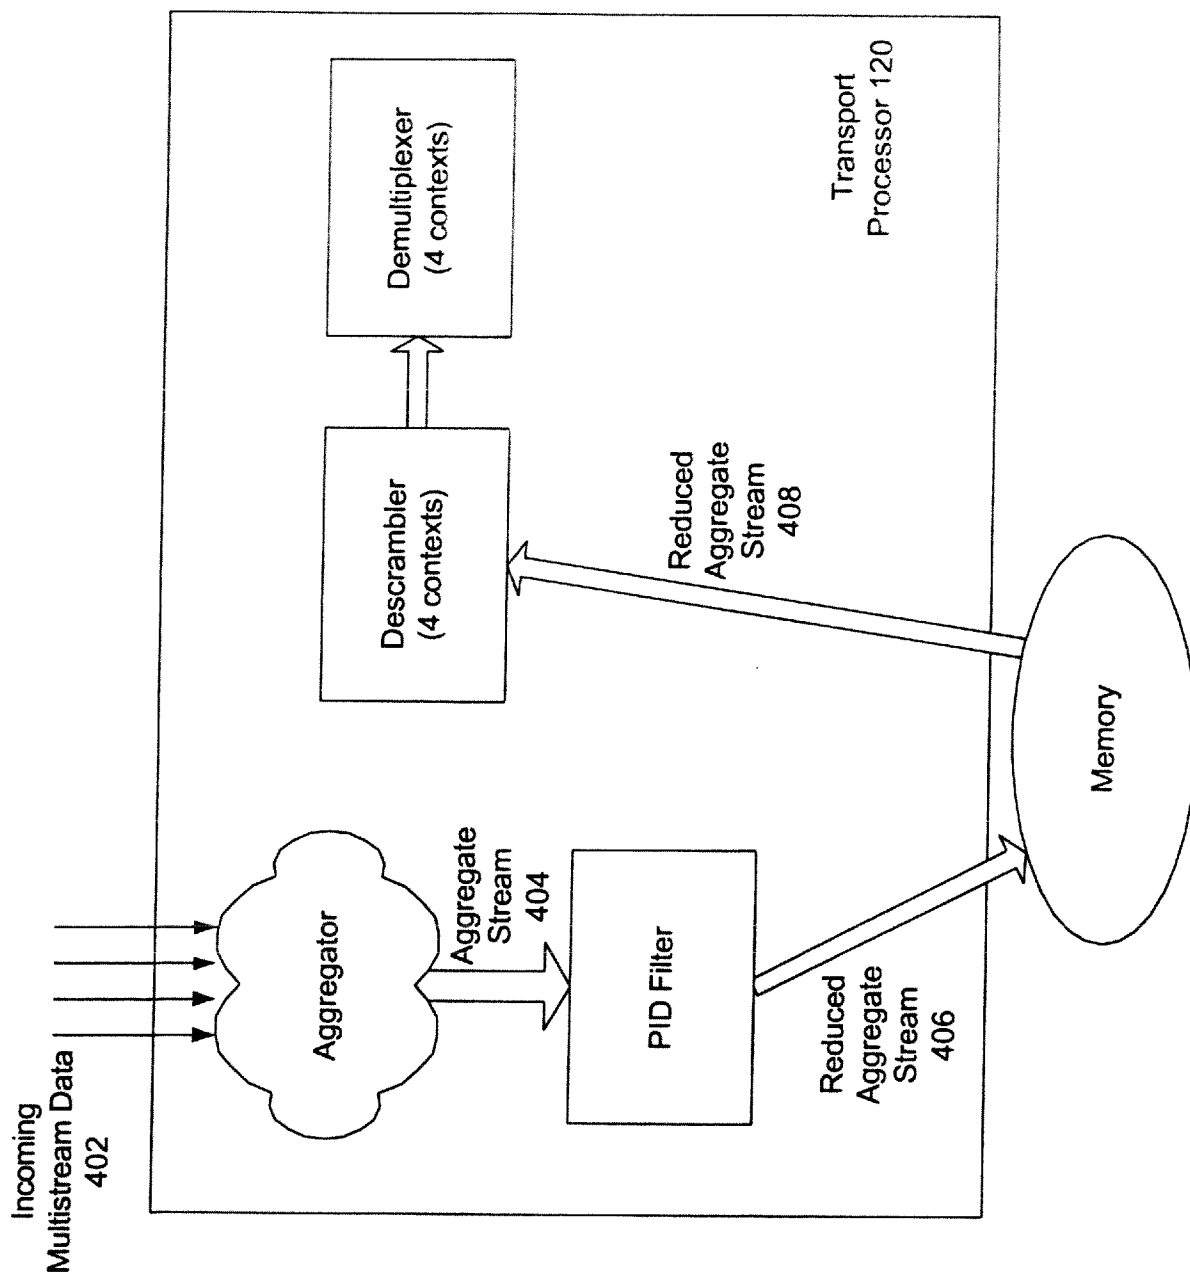 Incoming
Multistream Data
402
Aggregator
Aggregate
Stream
404
PID Filter
Reduced
Aggregate
Stream
406
Memory
Reduced
Aggregate
Stream
408
Descrambler
(4 contexts)
Demultiplexer
(4 contexts)
Transport
Processor 120